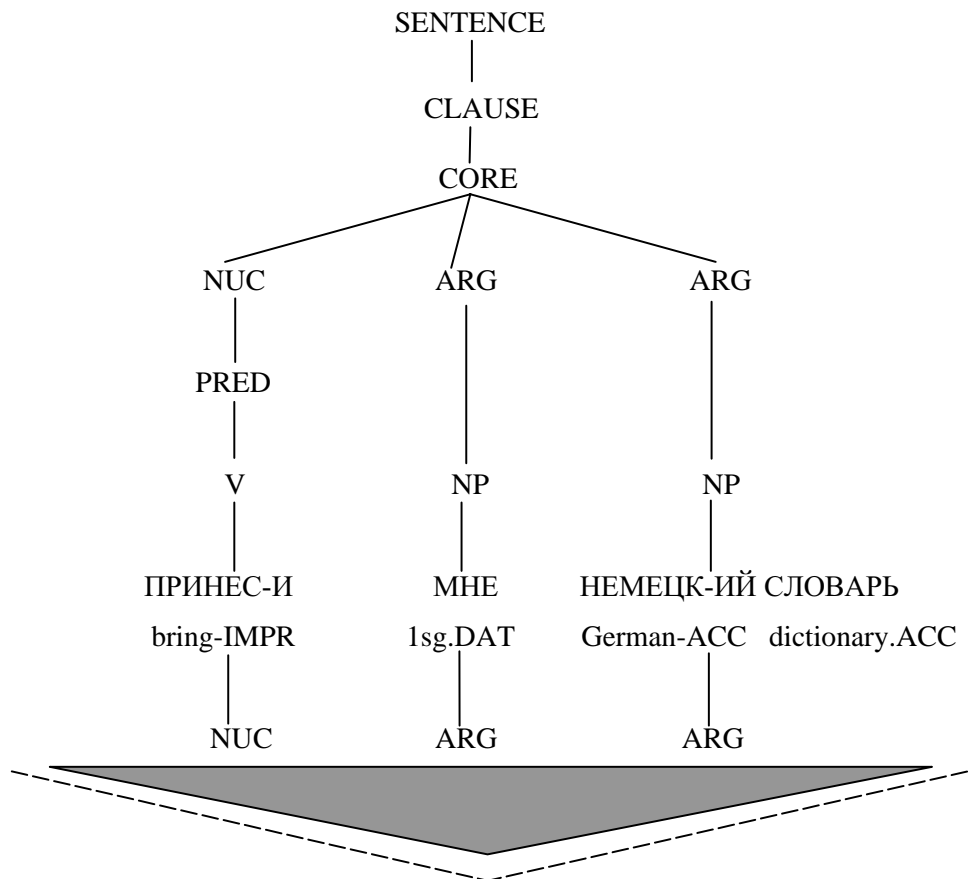 SENTENCE
CLAUSE
CORE
NUC ARG ARG
PRED
V NP NP
ПРИНЕС-И МНЕ НЕМЕЦК-ИЙ СЛОВАРЬ
bring-IMPR 1sg.DAT German-ACC dictionary.ACC
NUC ARG ARG